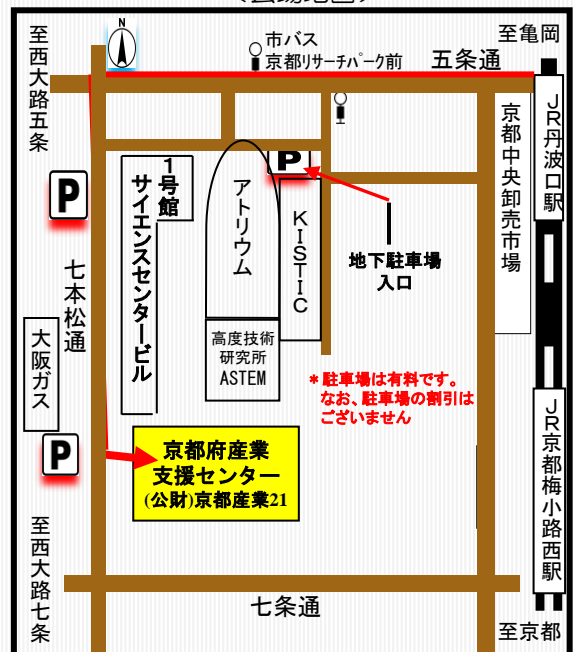 N
至西大路五条
市バス
京都リサーチパーク前
五条通
至亀岡
JR丹波口駅
京都中央卸売市場
P
P
1号館
サイエンスセンタービル
アトリウム
KISTIC
地下駐車場
入口
七本松通
大阪ガス
高度技術
研究所
ASTEM
*駐車場は有料です。
なお、駐車場の割引は
ございません
P
京都府産業
支援センター
(公財)京都産業21
JR京都梅小路西駅
至西大路七条
七条通
至京都